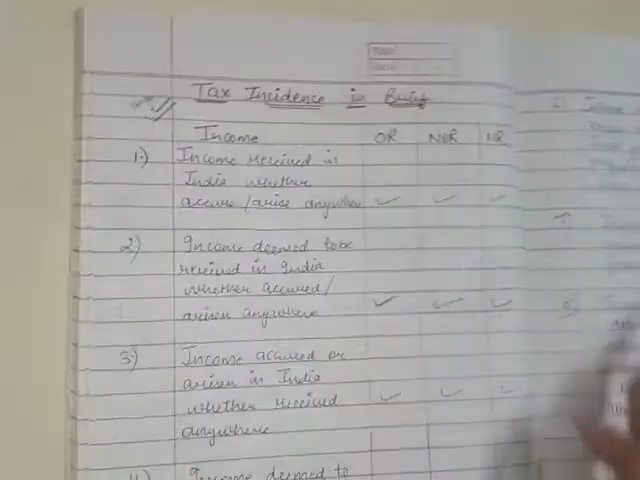 Tax Incidence in Brief
Income OR NOR NR
1.) Income received in
India whether
accrue/arise anywhere
2) Income deemed to be
received in India
whether accrued/
arisen anywhere
3.) Income accrued or
arisen in India
whether received
anywhere
4) Income deemed to